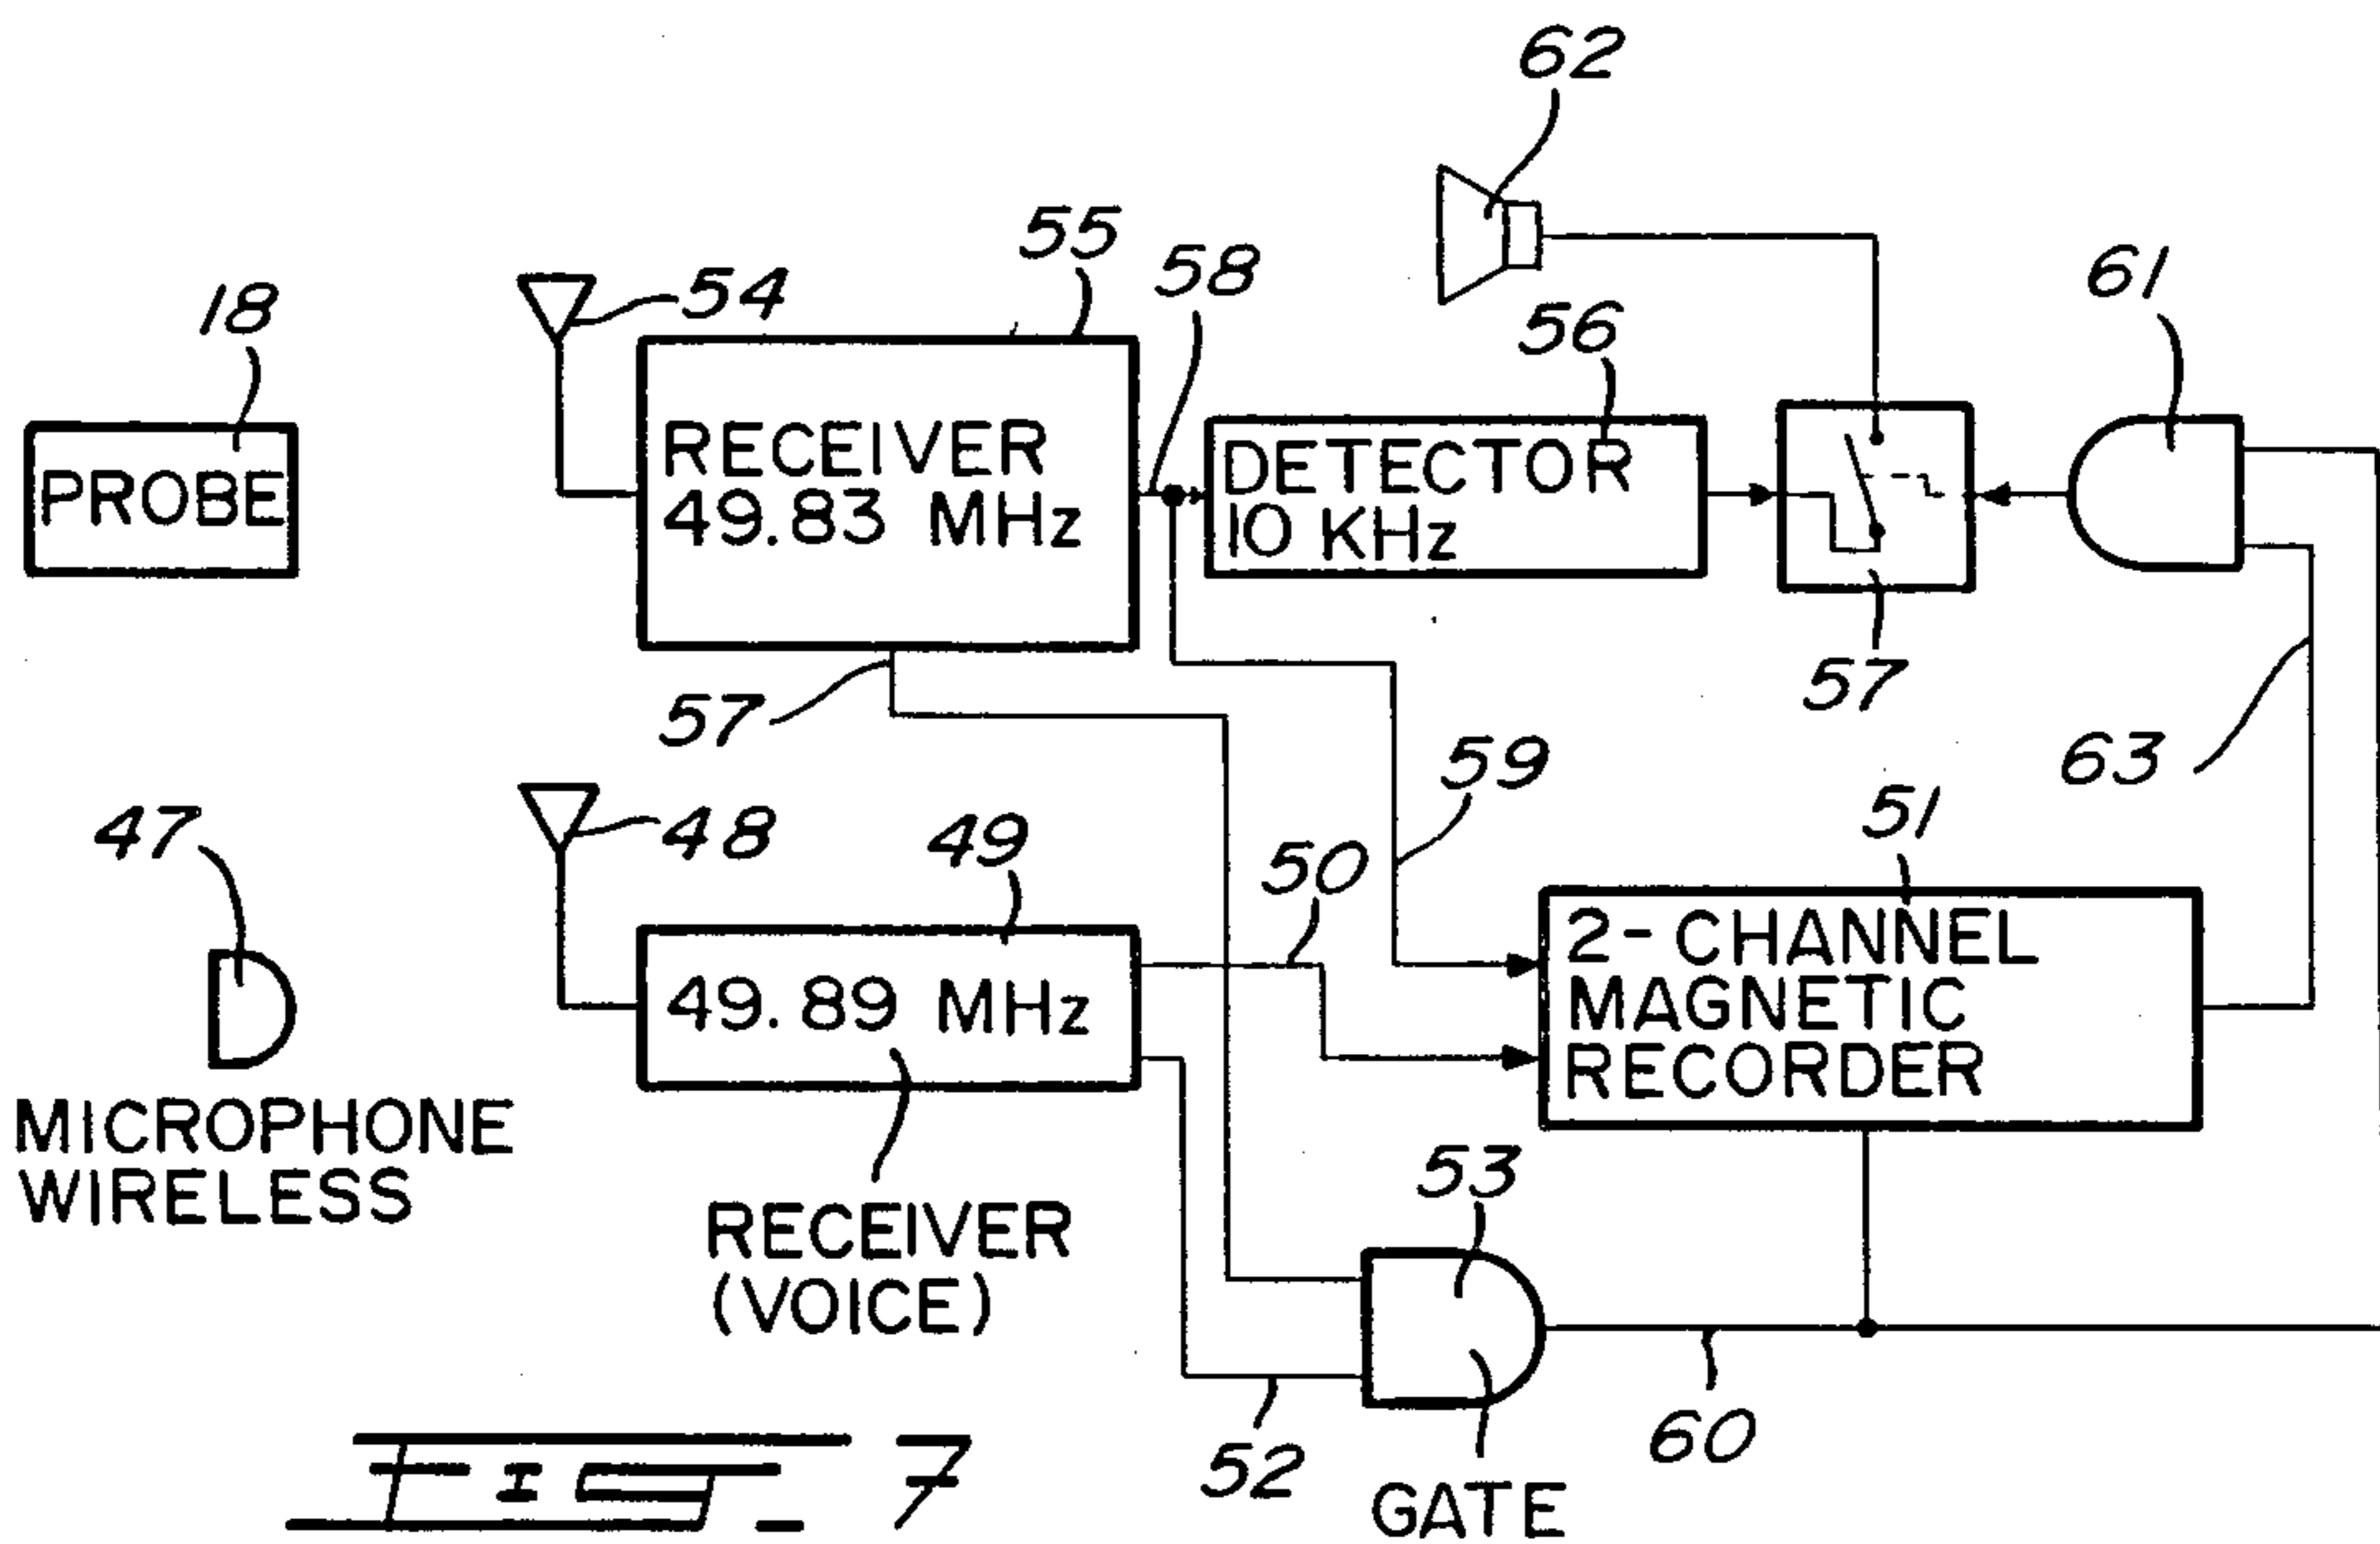 62
55
58
61
54
18
56
RECEIVER
49.83 MHz
DETECTOR
10 KHz
PROBE
57
57
63
59
51
47
48
49
50
2-CHANNEL
MAGNETIC
RECORDER
49.89 MHz
MICROPHONE
WIRELESS
RECEIVER
(VOICE)
53
60
52
GATE
FIG_7